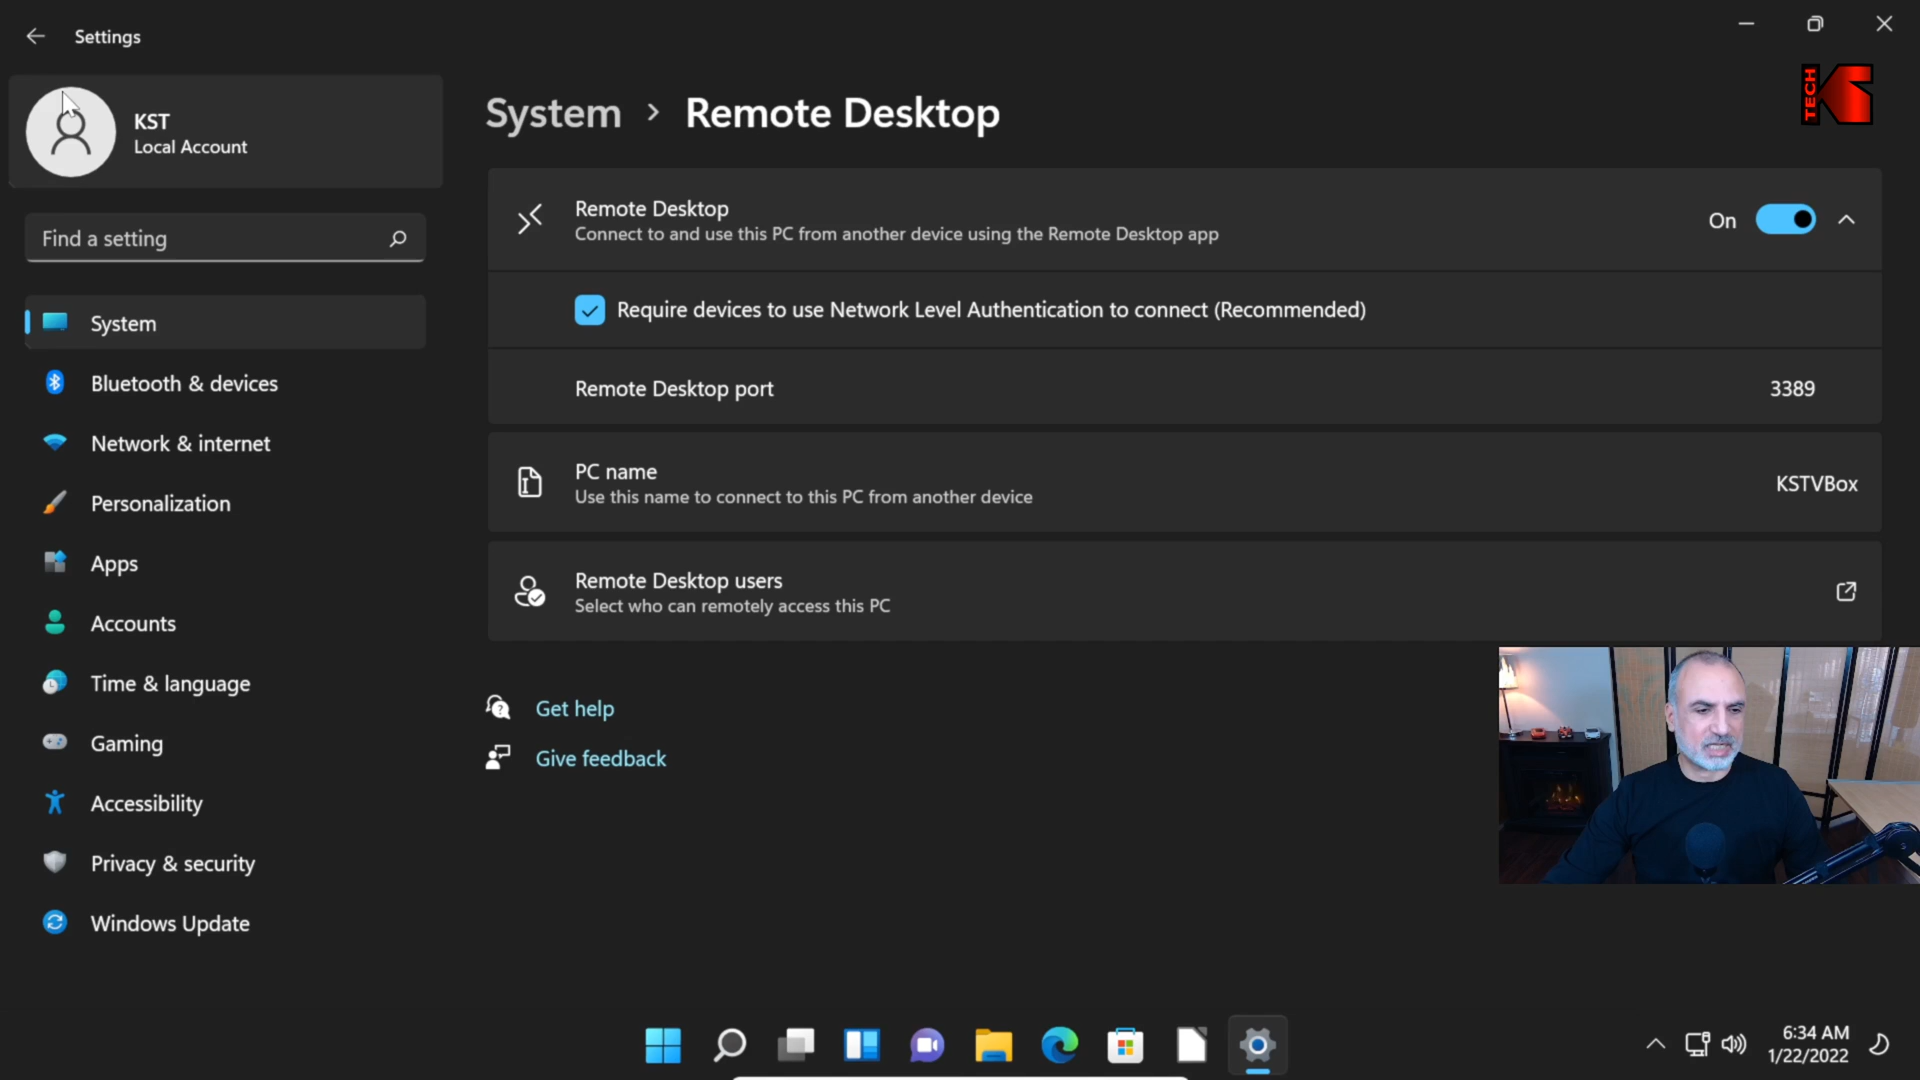 Settings
KST
Local Account
Find a setting
System
Bluetooth & devices
Network & internet
Personalization
Apps
Accounts
Time & language
Gaming
Accessibility
Privacy & security
Windows Update
System > Remote Desktop
TECH KS
Remote Desktop
Connect to and use this PC from another device using the Remote Desktop app
On
Require devices to use Network Level Authentication to connect (Recommended)
Remote Desktop port
3389
PC name
Use this name to connect to this PC from another device
KSTVBox
Remote Desktop users
Select who can remotely access this PC
Get help
Give feedback
6:34 AM
1/22/2022